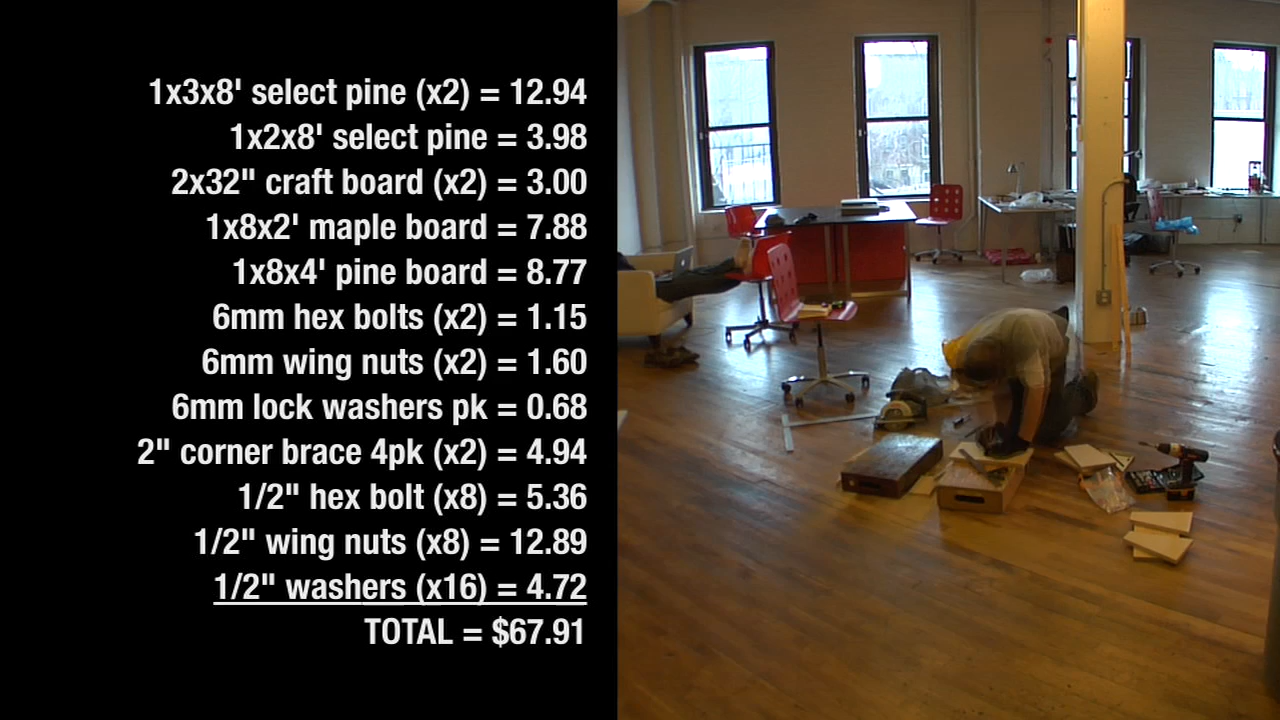 1x3x8' select pine (x2) = 12.94
1x2x8' select pine = 3.98
2x32" craft board (x2) = 3.00
1x8x2' maple board = 7.88
1x8x4' pine board = 8.77
6mm hex bolts (x2) = 1.15
6mm wing nuts (x2) = 1.60
6mm lock washers pk = 0.68
2" corner brace 4pk (x2) = 4.94
1/2" hex bolt (x8) = 5.36
1/2" wing nuts (x8) = 12.89
1/2" washers (x16) = 4.72
TOTAL = $67.91